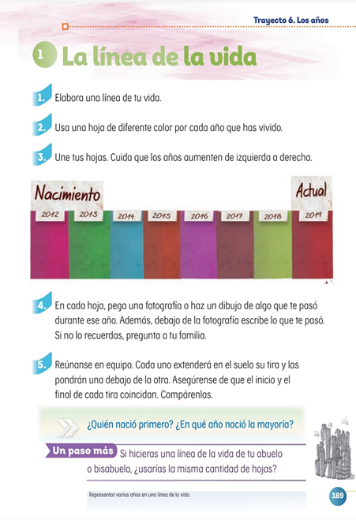 Trayecto 6. Los años
1 La línea de la vida
1. Elabora una línea de tu vida.
2. Usa una hoja de diferente color por cada año que has vivido.
3. Une tus hojas. Cuida que los años aumenten de izquierda a derecha.
Nacimiento
Actual
2012 2013 2014 2015 2016 2017 2018 2019
4. En cada hoja, pega una fotografía o haz un dibujo de algo que te pasó
durante ese año. Además, debajo de la fotografía escribe lo que te pasó.
Si no lo recuerdas, pregunta a tu familia.
5. Reúnanse en equipo. Cada uno extenderá en el suelo su tira y las
pondrán una debajo de la otra. Asegúrense de que el inicio y el
final de cada tira coincidan. Compárenlas.
¿Quién nació primero? ¿En qué año nació la mayoría?
Un paso más Si hicieras una línea de la vida de tu abuelo
o bisabuelo, ¿usarías la misma cantidad de hojas?
Representar varios años en una línea de la vida.
189